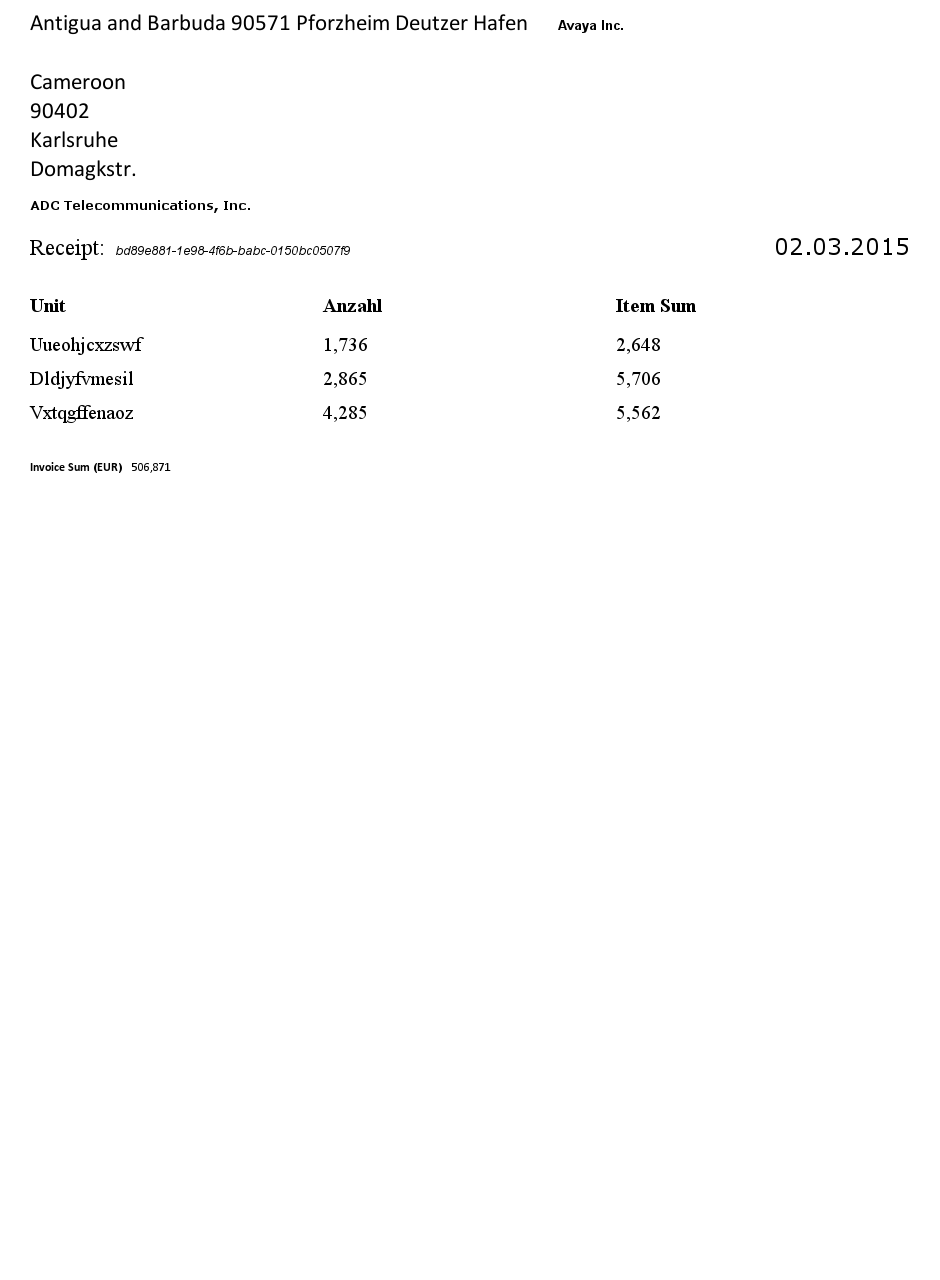 Antigua and Barbuda 90571 Pforzheim Deutzer Hafen Avaya Inc.
Cameroon
90402
Karlsruhe
Domagkstr.
ADC Telecommunications, Inc.
Receipt: bd89e881-1e98-4f6b-babc-0150bc0507f9 02.03.2015
Unit Anzahl Item Sum
Uueohjcxzswf 1,736 2,648
Dldjyfvmesil 2,865 5,706
Vxtqgffenaoz 4,285 5,562
Invoice Sum (EUR) 506,871